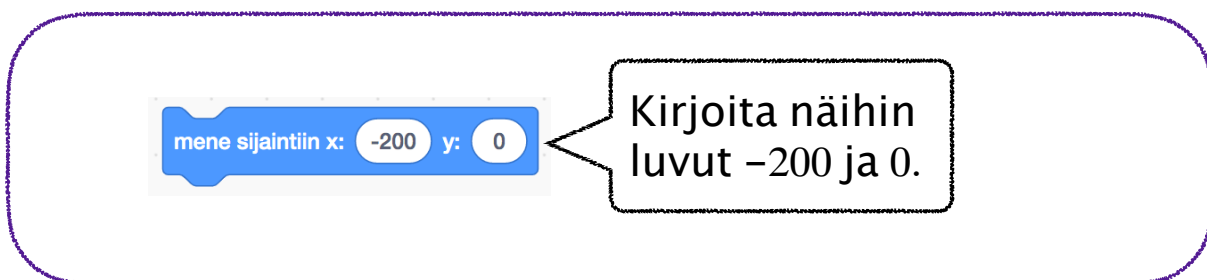 mene sijaintiin x: -200 y: 0
Kirjoita näihin
luvut −200 ja 0.